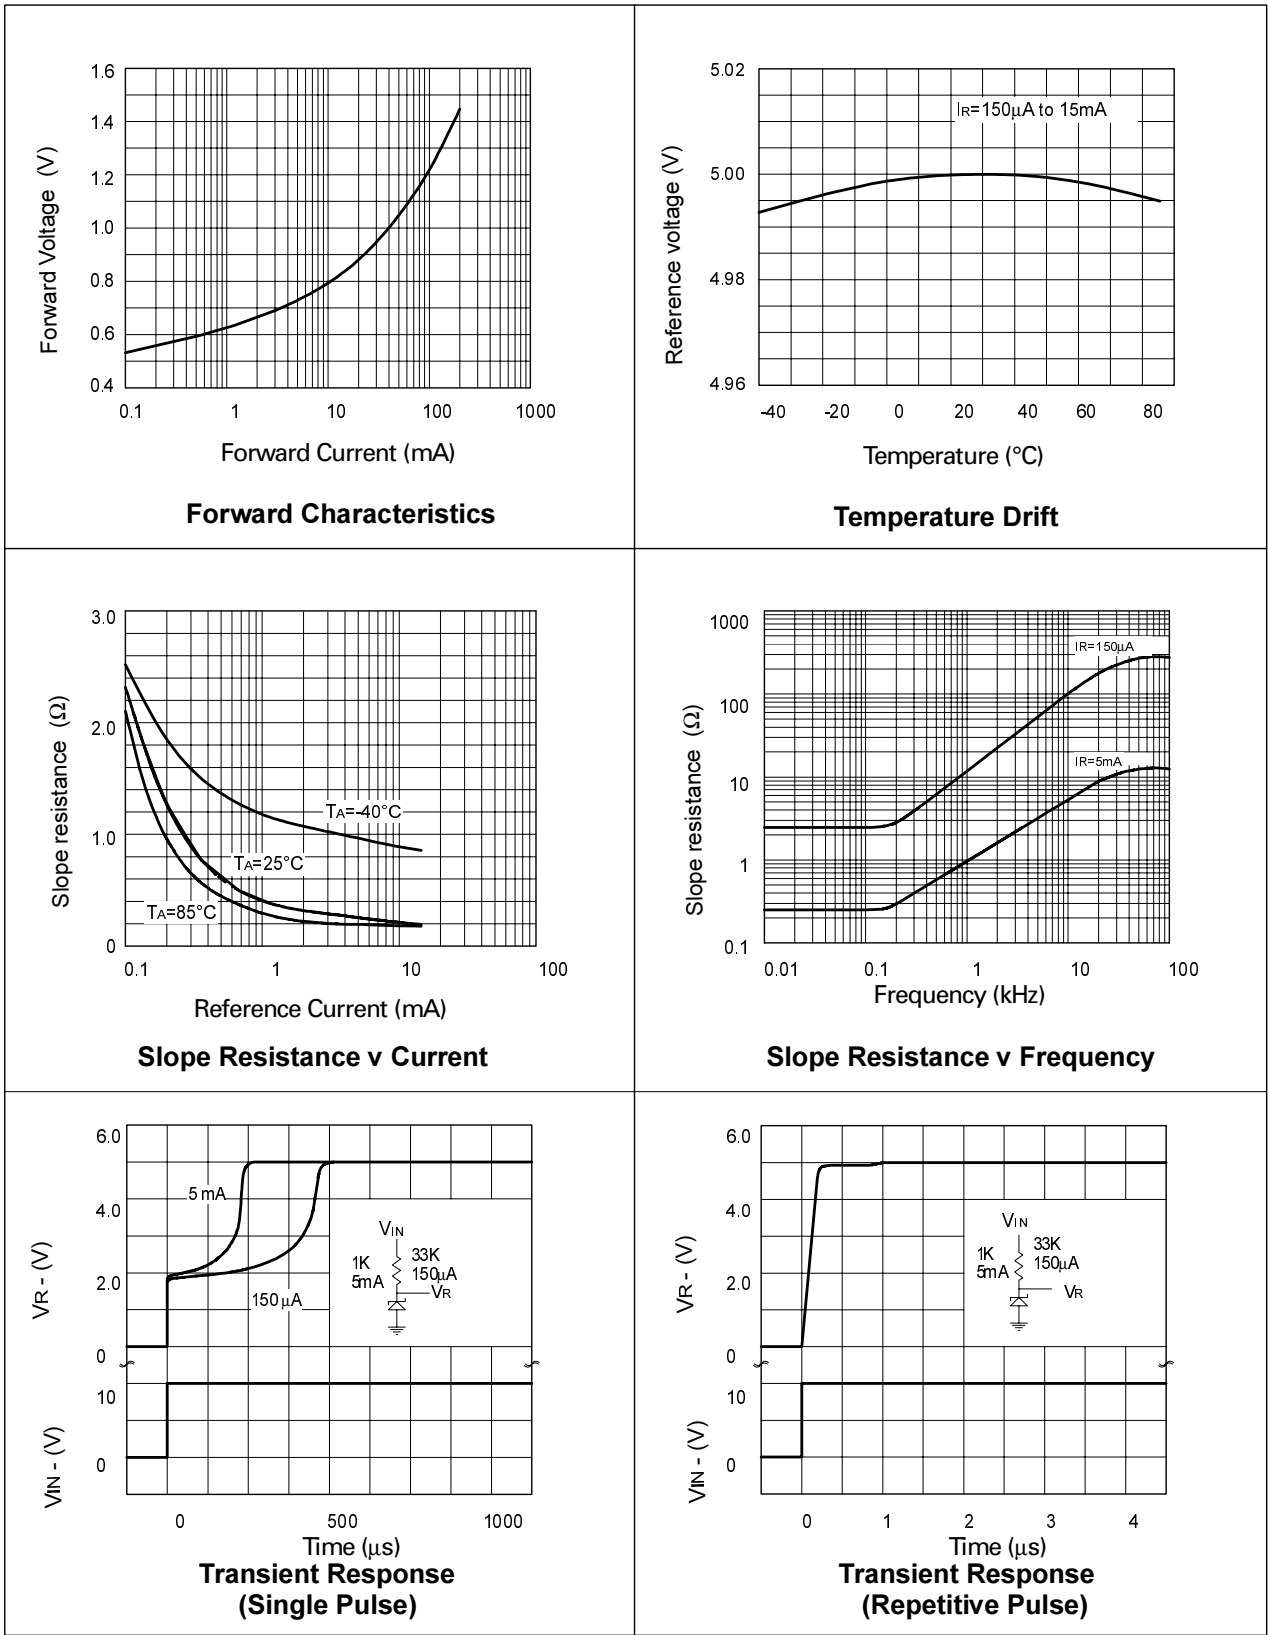 1.6
1.4
1.2
1.0
0.8
0.6
0.4
Forward Voltage (V)
0.1 1 10 100 1000
Forward Current (mA)
Forward Characteristics
5.02
5.00
4.98
4.96
Reference voltage (V)
IR=150µA to 15mA
-40 -20 0 20 40 60 80
Temperature (°C)
Temperature Drift
3.0
2.0
1.0
0
Slope resistance (Ω)
TA=-40°C
TA=25°C
TA=85°C
0.1 1 10 100
Reference Current (mA)
Slope Resistance v Current
1000
100
10
1
0.1
Slope resistance (Ω)
IR=150µA
IR=5mA
0.01 0.1 1 10 100
Frequency (kHz)
Slope Resistance v Frequency
6.0
4.0
2.0
0
10
0
VR - (V)
VIN - (V)
5 mA
150 µA
VIN
1K 33K
5mA 150µA
VR
0 500 1000
Time (µs)
Transient Response
(Single Pulse)
6.0
4.0
2.0
0
10
0
VR - (V)
VIN - (V)
VIN
1K 33K
5mA 150µA
VR
0 1 2 3 4
Time (µs)
Transient Response
(Repetitive Pulse)